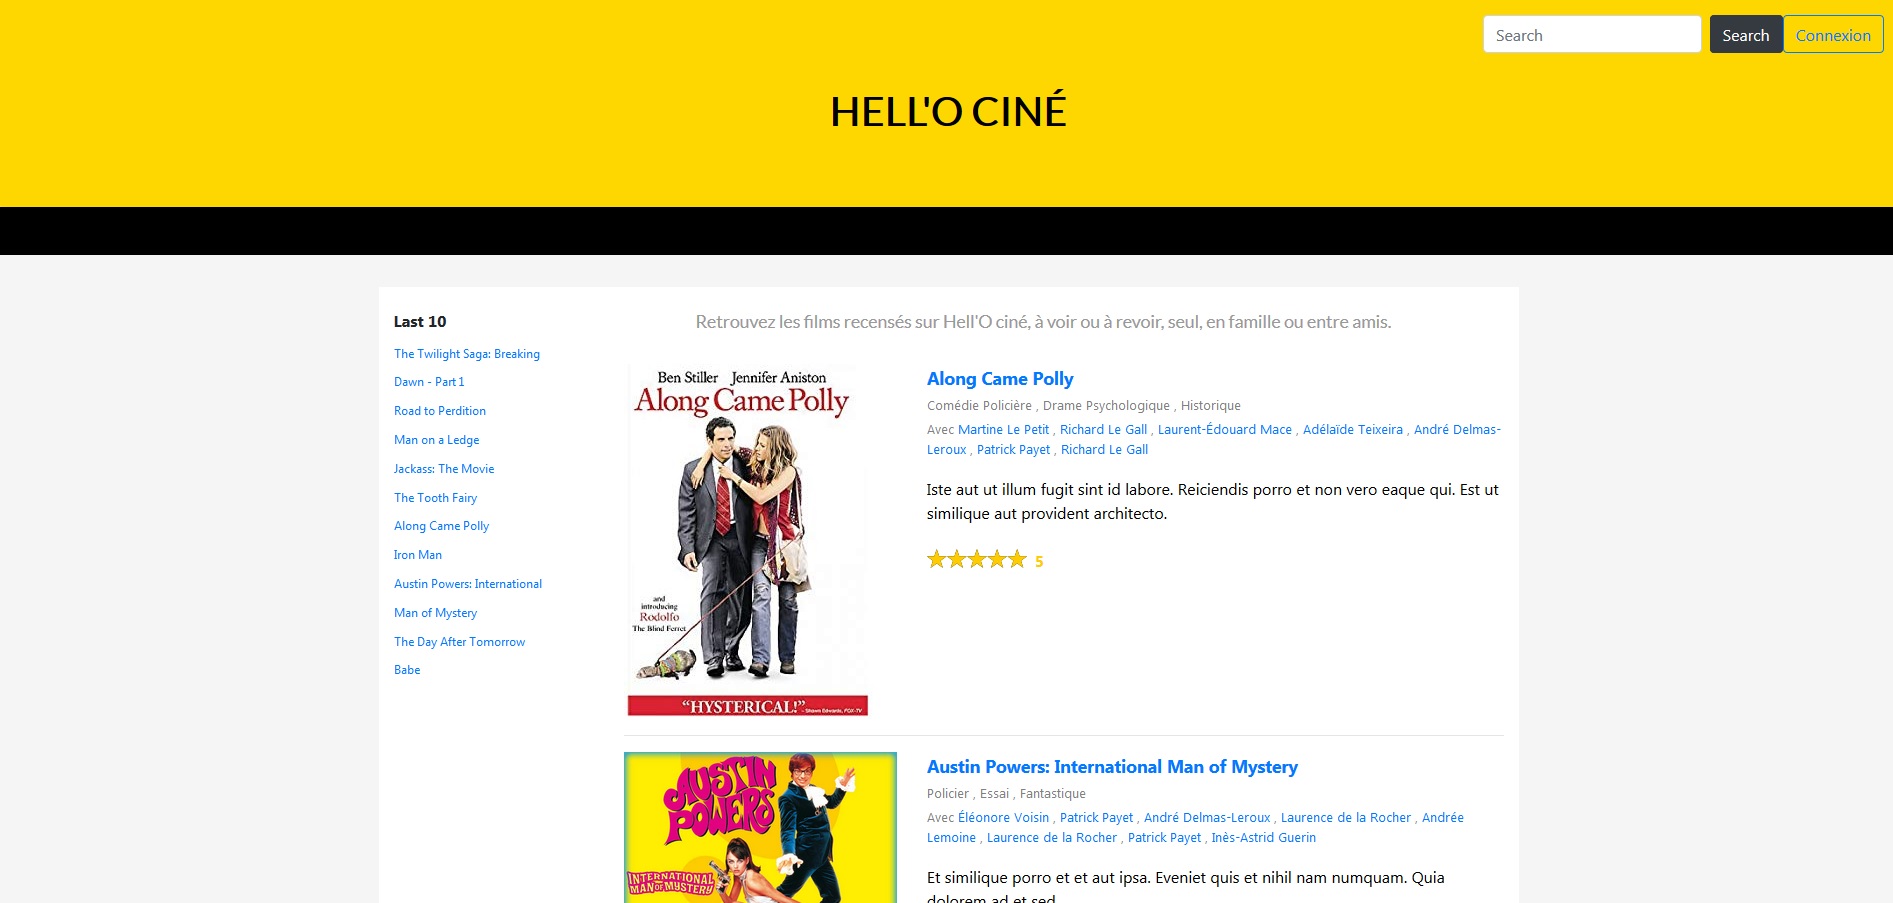 Search
Search
Connexion
HELL'O CINÉ
Last 10
The Twilight Saga: Breaking
Dawn - Part 1
Road to Perdition
Man on a Ledge
Jackass: The Movie
The Tooth Fairy
Along Came Polly
Iron Man
Austin Powers: International
Man of Mystery
The Day After Tomorrow
Babe
Retrouvez les films recensés sur Hell'O ciné, à voir ou à revoir, seul, en famille ou entre amis.
Ben Stiller Jennifer Aniston
Along Came Polly
and
introducing
Rodolfo
The Blind Ferret
"HYSTERICAL!" - Shawn Edwards, FOX-TV
Along Came Polly
Comédie Policière , Drame Psychologique , Historique
Avec Martine Le Petit , Richard Le Gall , Laurent-Édouard Mace , Adélaïde Teixeira , André Delmas-
Leroux , Patrick Payet , Richard Le Gall
Iste aut ut illum fugit sint id labore. Reiciendis porro et non vero eaque qui. Est ut
similique aut provident architecto.
5
AUSTIN
POWERS
INTERNATIONAL
MAN OF MYSTERY
Austin Powers: International Man of Mystery
Policier , Essai , Fantastique
Avec Éléonore Voisin , Patrick Payet , André Delmas-Leroux , Laurence de la Rocher , Andrée
Lemoine , Laurence de la Rocher , Patrick Payet , Inès-Astrid Guerin
Et similique porro et et aut ipsa. Eveniet quis et nihil nam numquam. Quia
dolorem ad et sed